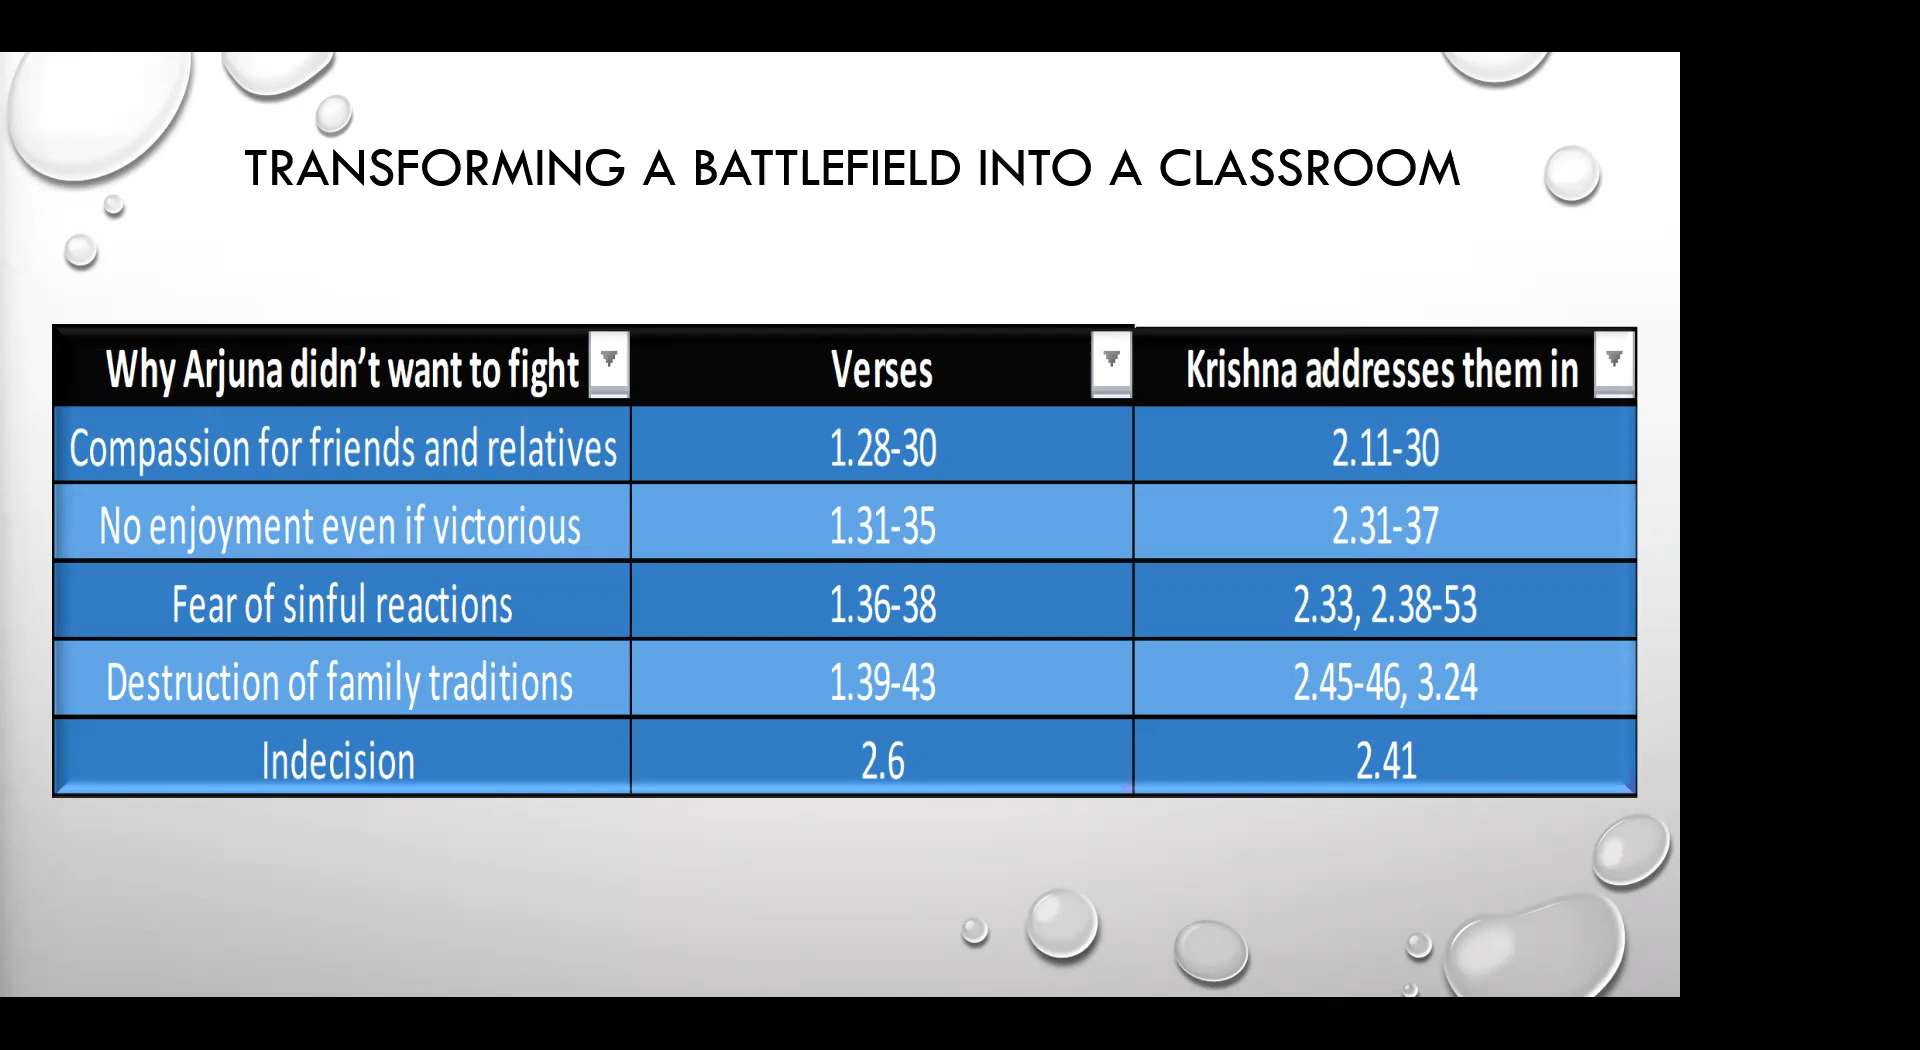 TRANSFORMING A BATTLEFIELD INTO A CLASSROOM
Why Arjuna didn’t want to fight Verses Krishna addresses them in
Compassion for friends and relatives 1.28-30 2.11-30
No enjoyment even if victorious 1.31-35 2.31-37
Fear of sinful reactions 1.36-38 2.33, 2.38-53
Destruction of family traditions 1.39-43 2.45-46, 3.24
Indecision 2.6 2.41